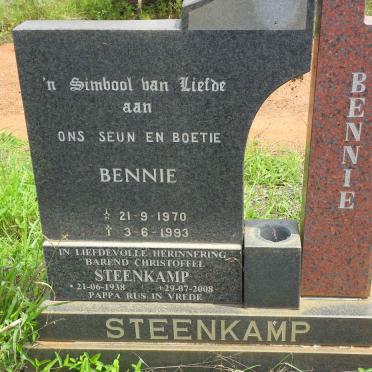 'n Simbool van Liefde
aan
ONS SEUN EN BOETIE
BENNIE
* 21-9-1970
† 3-6-1993
IN LIEFDEVOLLE HERINNERING
BAREND CHRISTOFFEL
STEENKAMP
*21-06-1938 +29-07-2008
PAPPA RUS IN VREDE
STEENKAMP
BENNIE